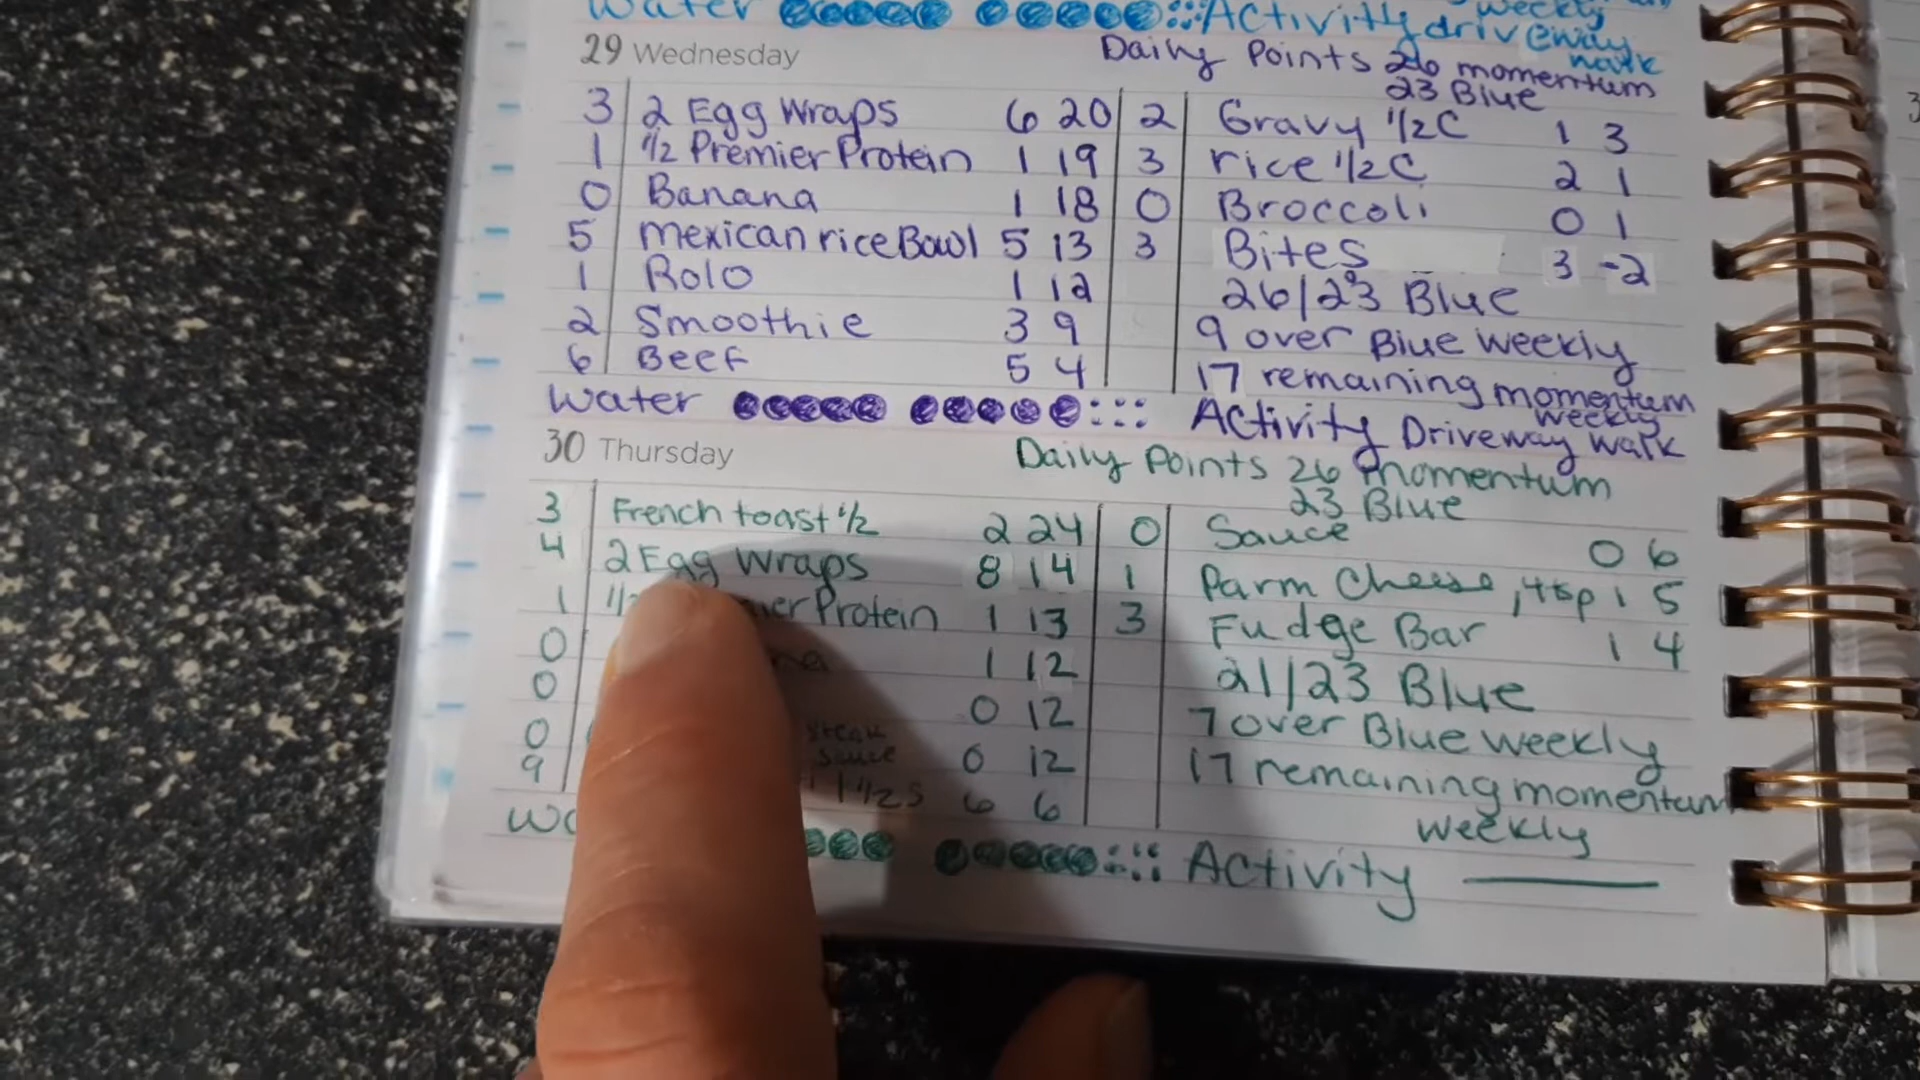 Water Activity driveway weekly
walk
29 Wednesday Daily Points 26 momentum
23 Blue
3 2 Egg Wraps 6 20
1 1/2 Premier Protein 1 19
0 Banana 1 18
5 mexican rice Bowl 5 13
1 Rolo 1 12
2 Smoothie 3 9
6 Beef 5 4
2 Gravy 1/2C 1 3
3 rice 1/2C 2 1
0 Broccoli 0 1
3 Bites 3 -2
26/23 Blue
9 over Blue weekly
17 remaining momentum
weekly
Water Activity Driveway walk
30 Thursday Daily Points 26 momentum
23 Blue
3 French toast 1/2 2 24
4 2 Egg Wraps 8 14
1 1/2 Protein 1 13
0 1 12
0 0 12
0 Steak Sauce 0 12
9 1 1/2 S 6 6
0 Sauce 0 6
1 Parm Cheese, 1 5
3 Fudge Bar 1 4
21/23 Blue
7 over Blue weekly
17 remaining momentum
weekly
Activity